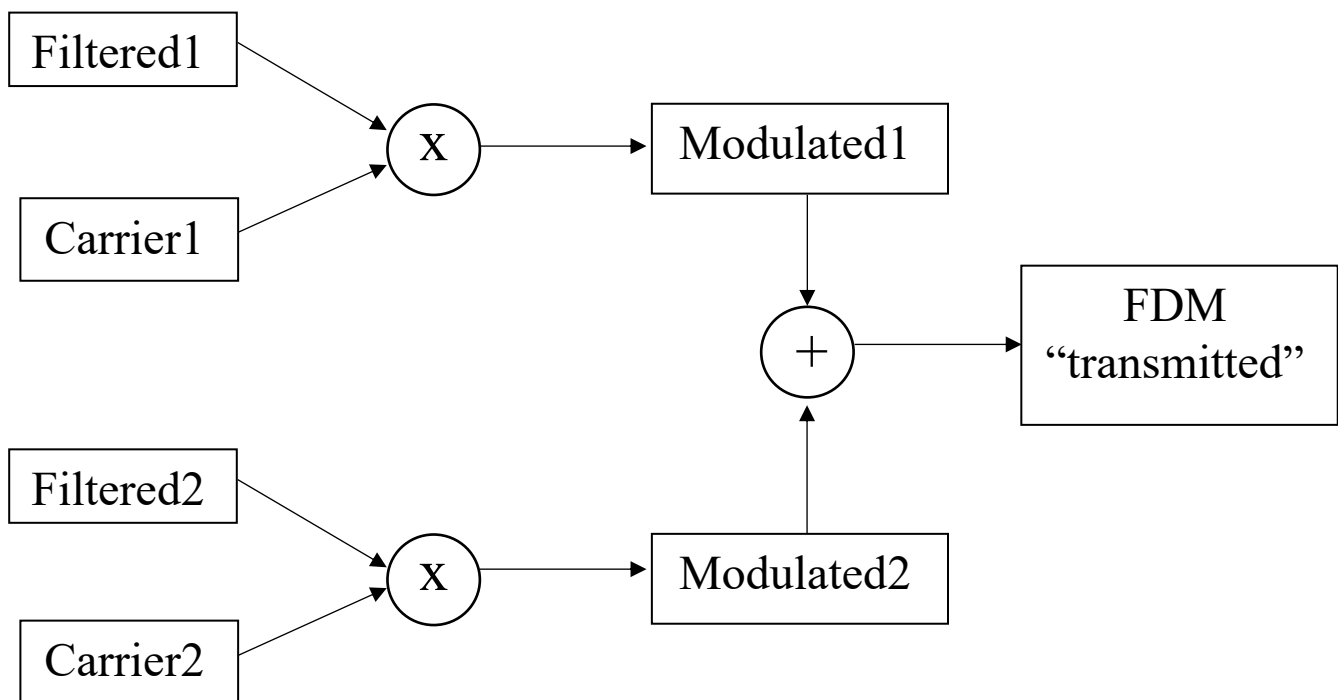 Filtered1
x
Modulated1
Carrier1
FDM
+
“transmitted”
Filtered2
x
Modulated2
Carrier2